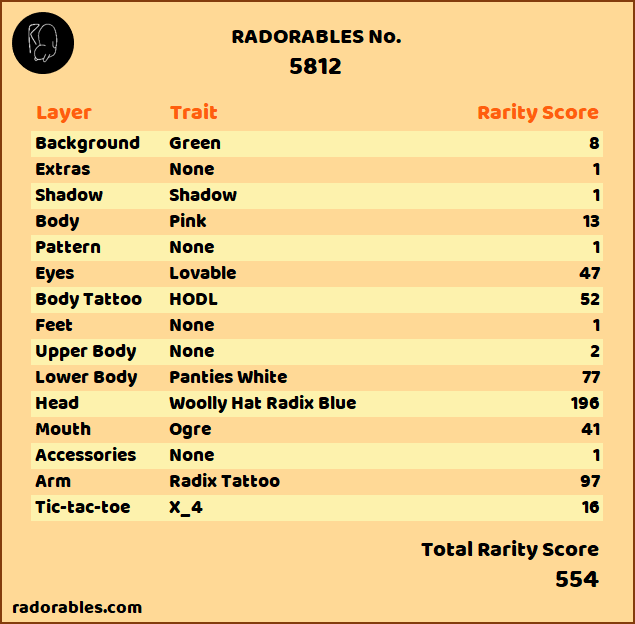 RADORABLES No.
5812
Layer Trait Rarity Score
Background Green 8
Extras None 1
Shadow Shadow 1
Body Pink 13
Pattern None 1
Eyes Lovable 47
Body Tattoo HODL 52
Feet None 1
Upper Body None 2
Lower Body Panties White 77
Head Woolly Hat Radix Blue 196
Mouth Ogre 41
Accessories None 1
Arm Radix Tattoo 97
Tic-tac-toe X_4 16
Total Rarity Score
554
radorables.com